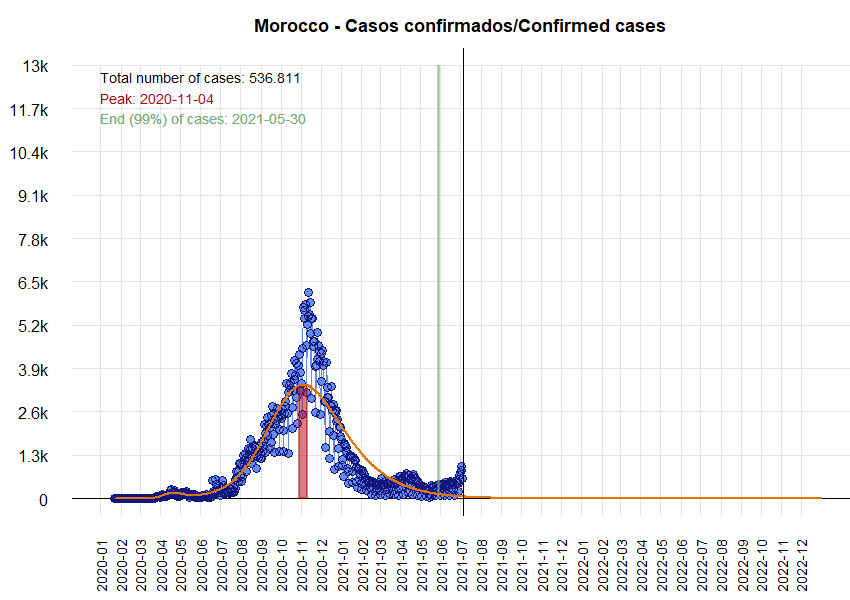 Morocco - Casos confirmados/Confirmed cases
13k
Total number of cases: 536.811
Peak: 2020-11-04
11.7k
End (99%) of cases: 2021-05-30
10.4k
9.1k
7.8k
6.5k
5.2k
3.9k
2.6k
1.3k
0
2020-01
2020-02
2020-03
2020-04
2020-05
2020-06
2020-07
2020-08
2020-09
2020-10
2020-11
2020-12
2021-01
2021-02
2021-03
2021-04
2021-05
2021-06
2021-07
2021-08
2021-09
2021-10
2021-11
2021-12
2022-01
2022-02
2022-03
2022-04
2022-05
2022-06
2022-07
2022-08
2022-09
2022-10
2022-11
2022-12